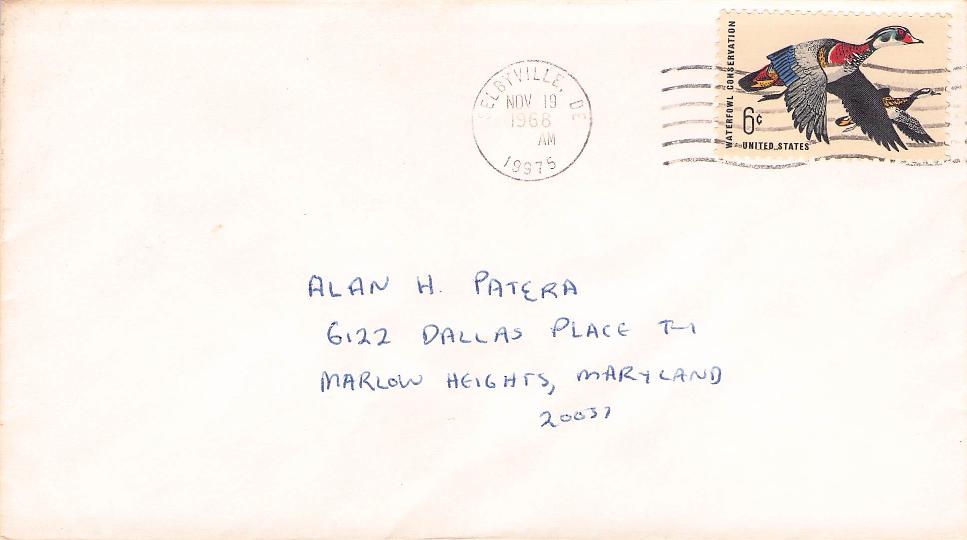 SELBYVILLE, DE
NOV 19
1968
AM
19975
WATERFOWL CONSERVATION
6¢
UNITED STATES
ALAN H. PATERA
6122 DALLAS PLACE T-1
MARLOW HEIGHTS, MARYLAND
20037